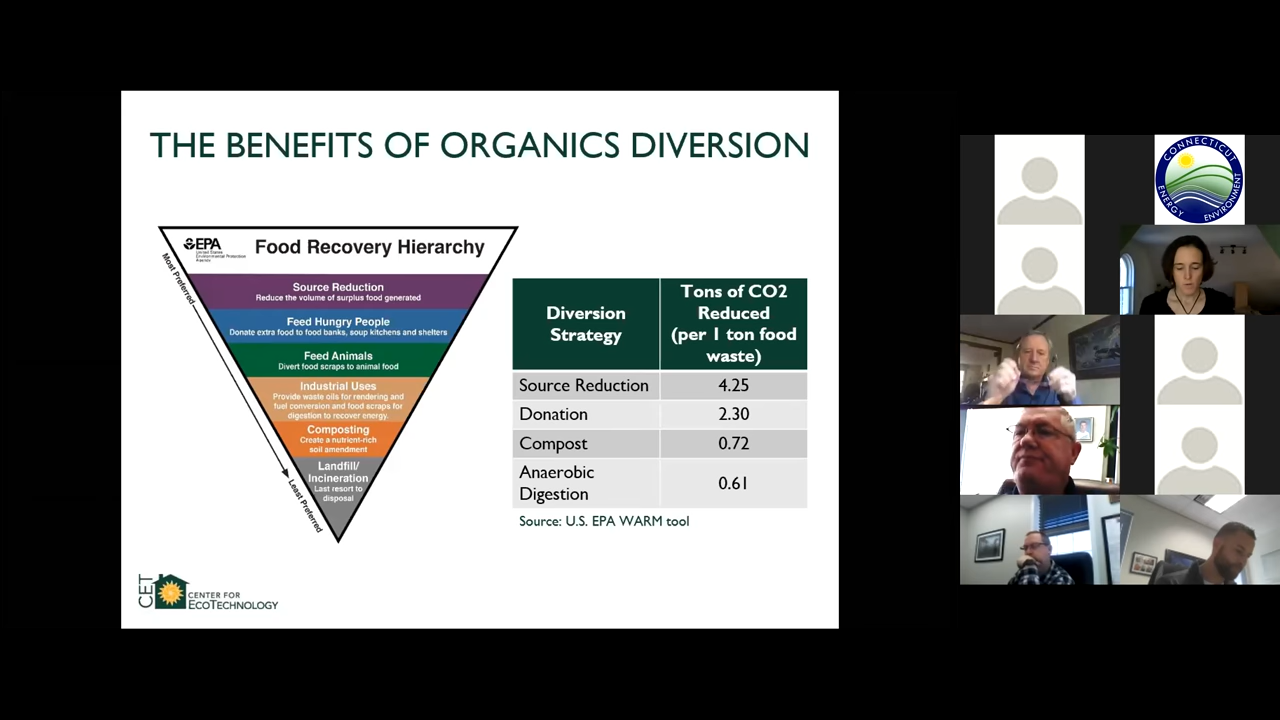 THE BENEFITS OF ORGANICS DIVERSION
EPA
United States
Environmental Protection
Agency
Food Recovery Hierarchy
Most Preferred
Least Preferred
Source Reduction
Reduce the volume of surplus food generated
Feed Hungry People
Donate extra food to food banks, soup kitchens and shelters
Feed Animals
Divert food scraps to animal food
Industrial Uses
Provide waste oils for rendering and
fuel conversion and food scraps for
digestion to recover energy.
Composting
Create a nutrient-rich
soil amendment
Landfill/
Incineration
Last resort to
disposal
Diversion
Strategy
Tons of CO2
Reduced
(per 1 ton food
waste)
Source Reduction 4.25
Donation 2.30
Compost 0.72
Anaerobic
Digestion 0.61
Source: U.S. EPA WARM tool
CET
CENTER FOR
ECOTECHNOLOGY
CONNECTICUT
ENERGY ENVIRONMENT